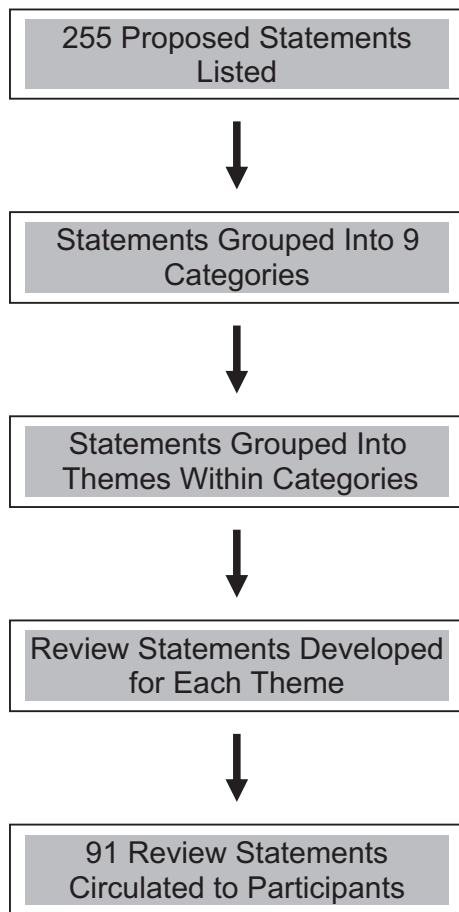 255 Proposed Statements
Listed
Statements Grouped Into 9
Categories
Statements Grouped Into
Themes Within Categories
Review Statements Developed
for Each Theme
91 Review Statements
Circulated to Participants